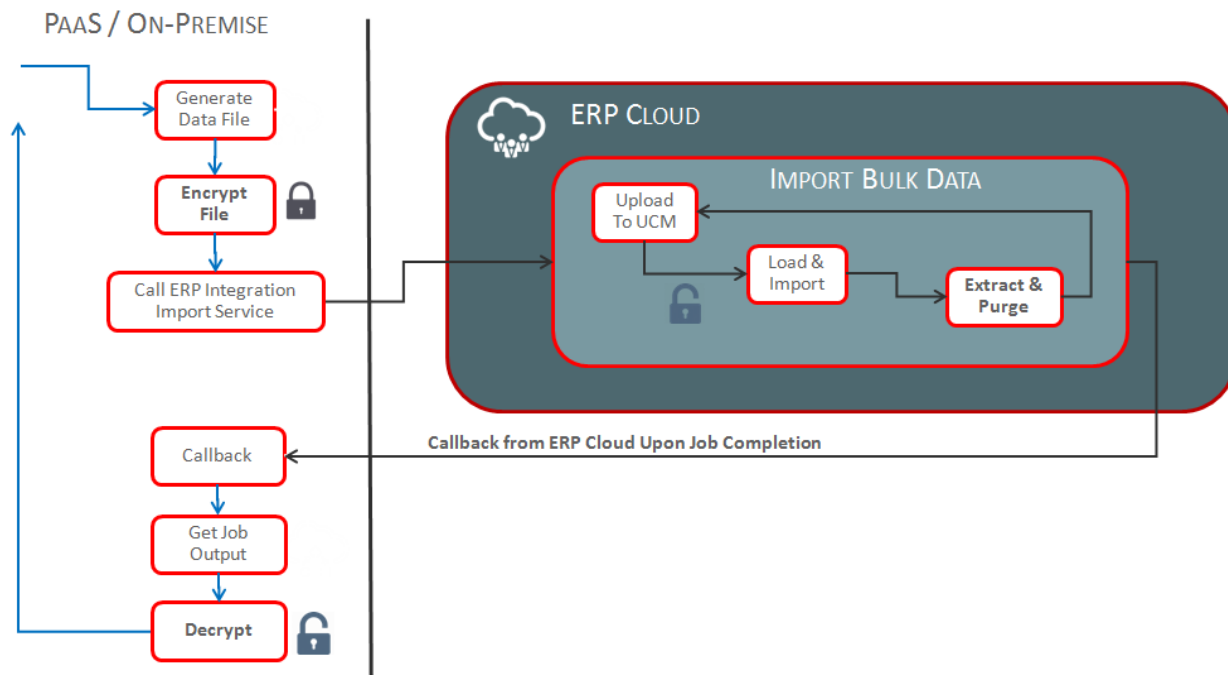 PaaS / On-Premise
Generate
Data File
Encrypt
File
Call ERP Integration
Import Service
ERP Cloud
Import Bulk Data
Upload
To UCM
Load &
Import
Extract &
Purge
Callback from ERP Cloud Upon Job Completion
Callback
Get Job
Output
Decrypt